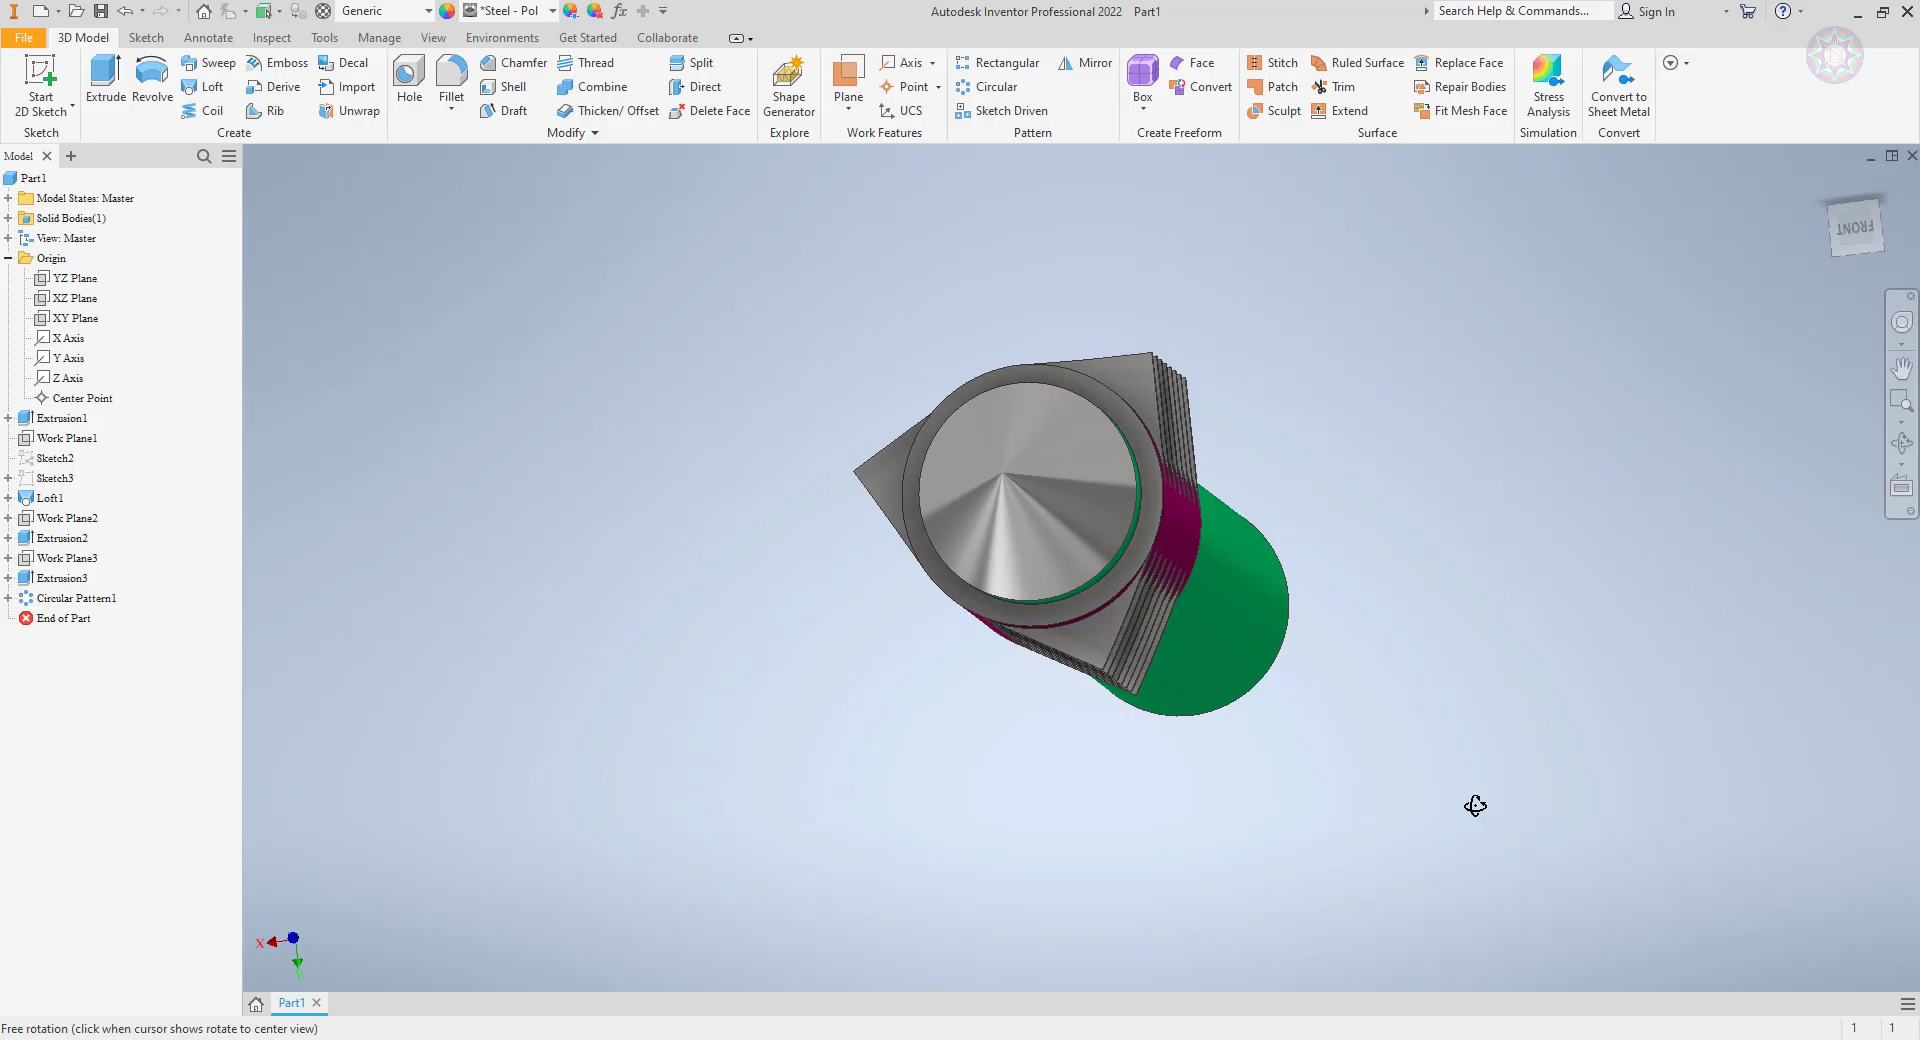 Generic *Steel - Pol fx Autodesk Inventor Professional 2022 Part1 Search Help & Commands... Sign In
File 3D Model Sketch Annotate Inspect Tools Manage View Environments Get Started Collaborate
Start 2D Sketch
Sketch
Extrude Revolve
Sweep Emboss Decal
Loft Derive Import
Coil Rib Unwrap
Create
Hole Fillet
Chamfer Thread Split
Shell Combine Direct
Draft Thicken/ Offset Delete Face
Modify
Shape Generator
Explore
Plane
Axis
Point
UCS
Work Features
Rectangular Mirror
Circular
Sketch Driven
Pattern
Box
Face
Convert
Create Freeform
Stitch Ruled Surface Replace Face
Patch Trim Repair Bodies
Sculpt Extend Fit Mesh Face
Surface
Stress Analysis
Simulation
Convert to Sheet Metal
Convert
Model
Part1
Model States: Master
Solid Bodies(1)
View: Master
Origin
YZ Plane
XZ Plane
XY Plane
X Axis
Y Axis
Z Axis
Center Point
Extrusion1
Work Plane1
Sketch2
Sketch3
Loft1
Work Plane2
Extrusion2
Work Plane3
Extrusion3
Circular Pattern1
End of Part
FRONT
X
Y
Part1
Free rotation (click when cursor shows rotate to center view) 1 1